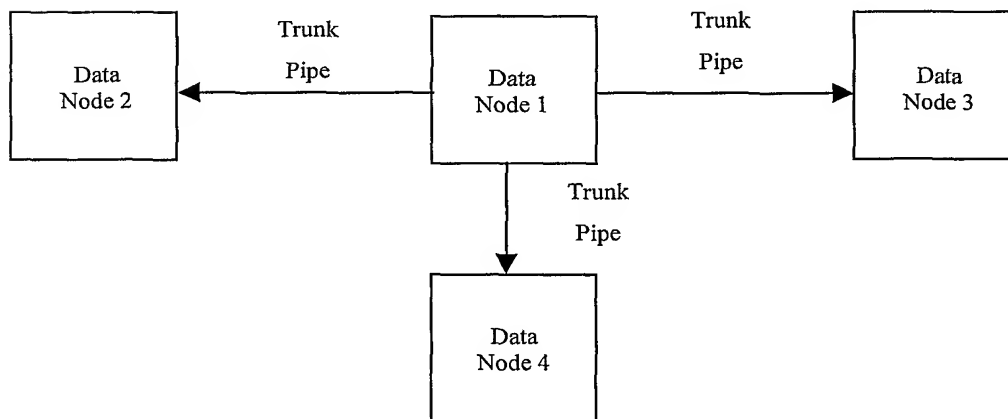 Trunk
Pipe
Trunk
Pipe
Data
Node 2
Data
Node 1
Data
Node 3
Trunk
Pipe
Data
Node 4